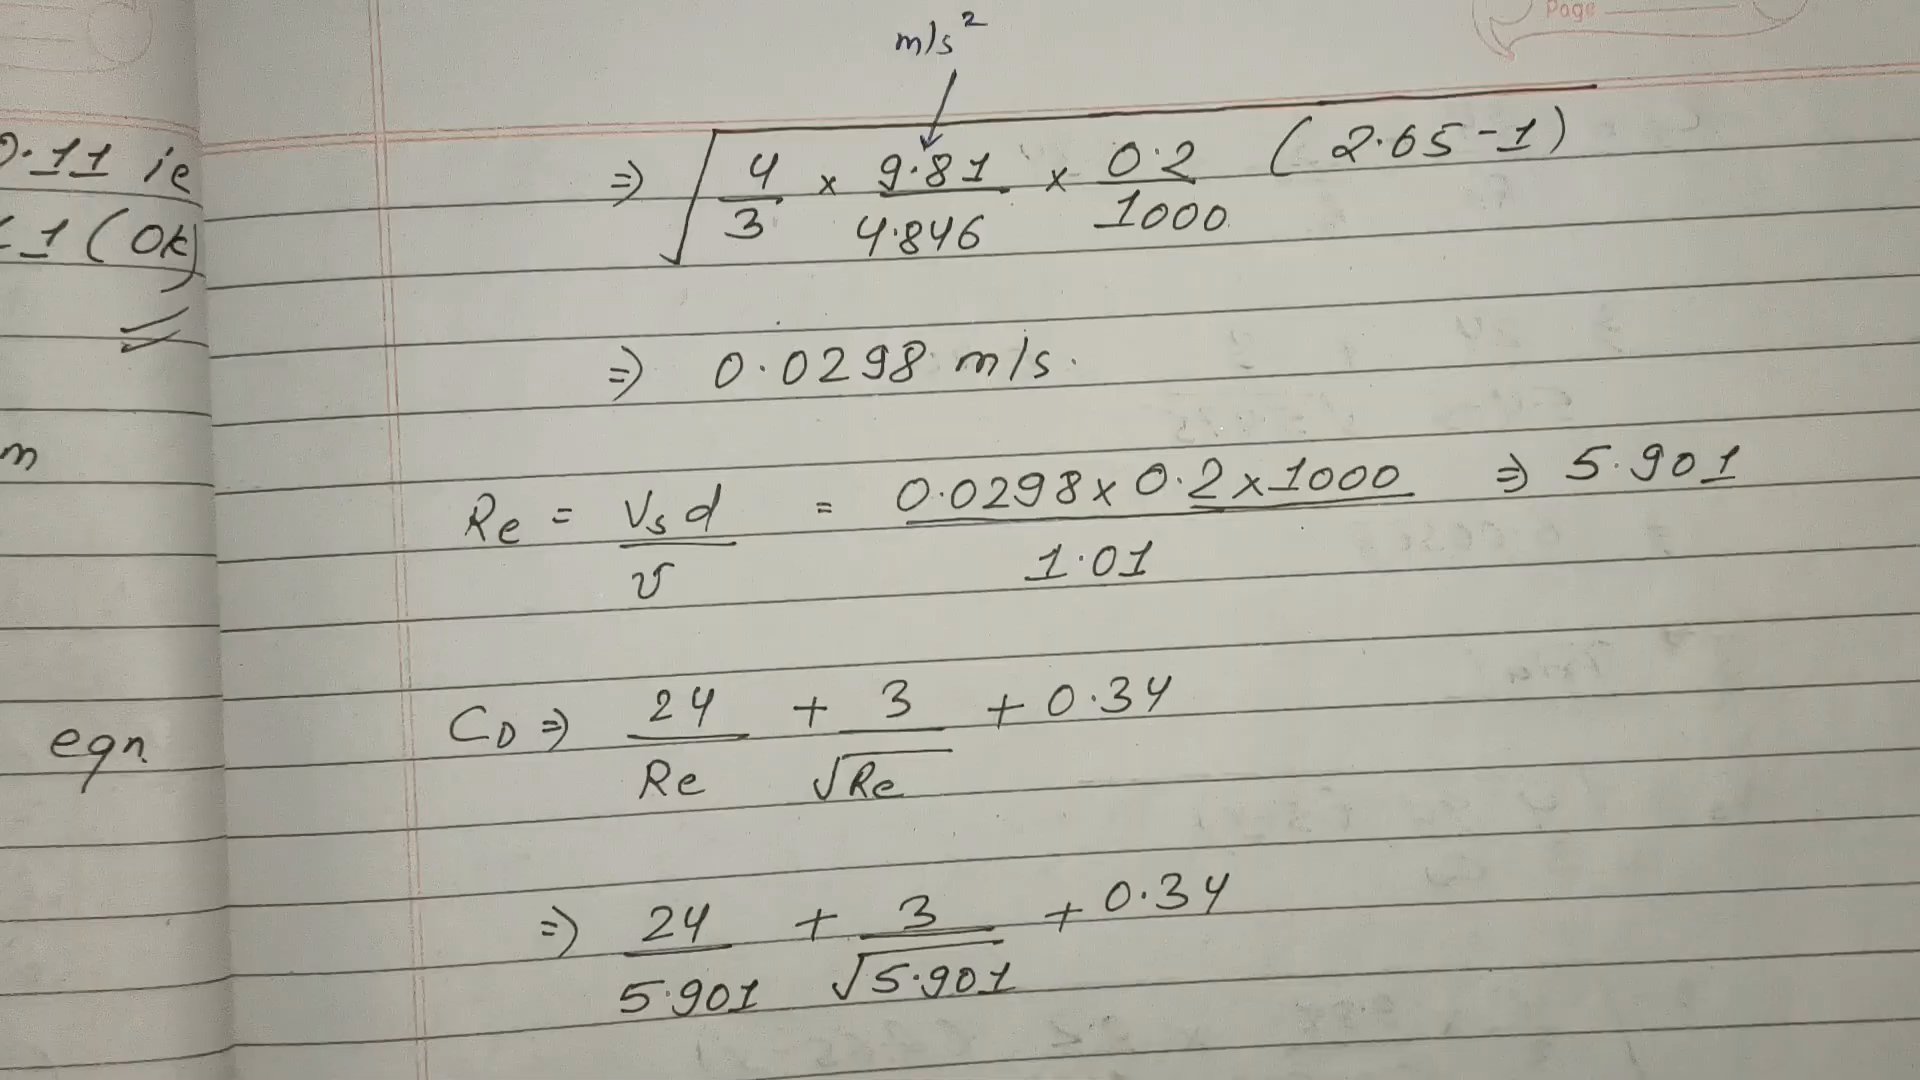 Page
m/s²
0.11 ie
⇒ √(4/3 × 9.81/4.846 × 0.2/1000 (2.65-1))
1 (Ok)
⇒ 0.0298 m/s.
m
Re = Vs d / υ = 0.0298 x 0.2 x 1000 / 1.01 ⇒ 5.901
eqn
CD ⇒ 24/Re + 3/√Re + 0.34
⇒ 24/5.901 + 3/√5.901 + 0.34